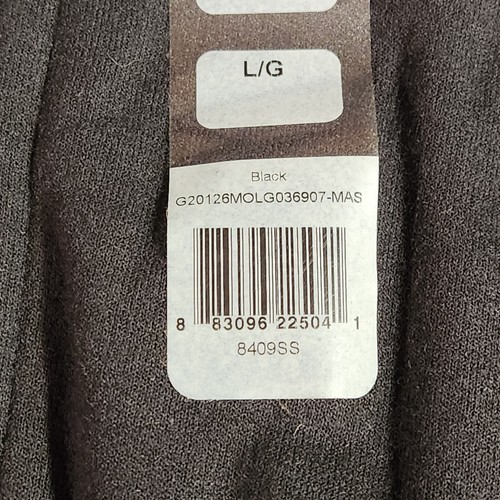 L/G
Black
G20126MOLG036907-MAS
8 83096 22504 1
8409SS